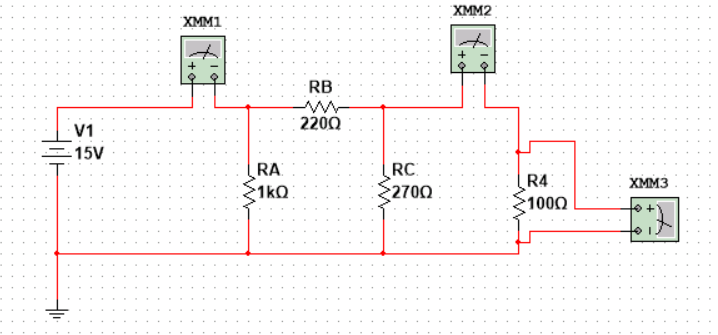 XMM1
XMM2
RB
220Ω
V1
15V
RA
1kΩ
RC
270Ω
R4
100Ω
XMM3